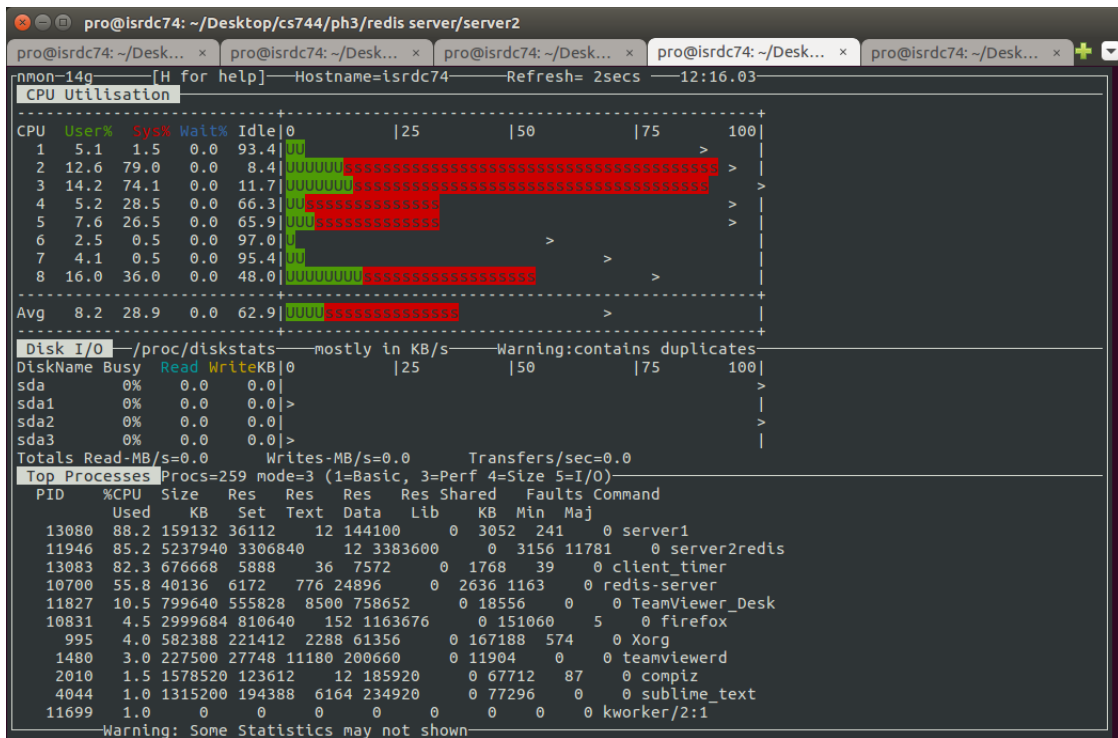 pro@isrdc74: ~/Desktop/cs744/ph3/redis server/server2
pro@isrdc74: ~/Desk... × pro@isrdc74: ~/Desk... × pro@isrdc74: ~/Desk... × pro@isrdc74: ~/Desk... × pro@isrdc74: ~/Desk... ×
nmon-14g [H for help] Hostname=isrdc74 Refresh= 2secs 12:16.03
CPU Utilisation
CPU User% Sys% Wait% Idle|0 |25 |50 |75 100|
1 5.1 1.5 0.0 93.4|UU > |
2 12.6 79.0 0.0 8.4|UUUUUUsssssssssssssssssssssssssssssssssssssss > |
3 14.2 74.1 0.0 11.7|UUUUUUUsssssssssssssssssssssssssssssssssssss >
4 5.2 28.5 0.0 66.3|UUssssssssssssss > |
5 7.6 26.5 0.0 65.9|UUUsssssssssssss > |
6 2.5 0.5 0.0 97.0|U > |
7 4.1 0.5 0.0 95.4|UU > |
8 16.0 36.0 0.0 48.0|UUUUUUUUssssssssssssssssss > |
Avg 8.2 28.9 0.0 62.9|UUUUssssssssssssss > |
Disk I/O /proc/diskstats mostly in KB/s Warning:contains duplicates
DiskName Busy Read WriteKB|0 |25 |50 |75 100|
sda 0% 0.0 0.0| >
sda1 0% 0.0 0.0|> |
sda2 0% 0.0 0.0| >
sda3 0% 0.0 0.0|> |
Totals Read-MB/s=0.0 Writes-MB/s=0.0 Transfers/sec=0.0
Top Processes Procs=259 mode=3 (1=Basic, 3=Perf 4=Size 5=I/O)
PID %CPU Size Res Res Res Res Shared Faults Command
Used KB Set Text Data Lib KB Min Maj
13080 88.2 159132 36112 12 144100 0 3052 241 0 server1
11946 85.2 5237940 3306840 12 3383600 0 3156 11781 0 server2redis
13083 82.3 676668 5888 36 7572 0 1768 39 0 client_timer
10700 55.8 40136 6172 776 24896 0 2636 1163 0 redis-server
11827 10.5 799640 555828 8500 758652 0 18556 0 0 TeamViewer_Desk
10831 4.5 2999684 810640 152 1163676 0 151060 5 0 firefox
995 4.0 582388 221412 2288 61356 0 167188 574 0 Xorg
1480 3.0 227500 27748 11180 200660 0 11904 0 0 teamviewerd
2010 1.5 1578520 123612 12 185920 0 67712 87 0 compiz
4044 1.0 1315200 194388 6164 234920 0 77296 0 0 sublime_text
11699 1.0 0 0 0 0 0 0 0 0 kworker/2:1
Warning: Some Statistics may not shown